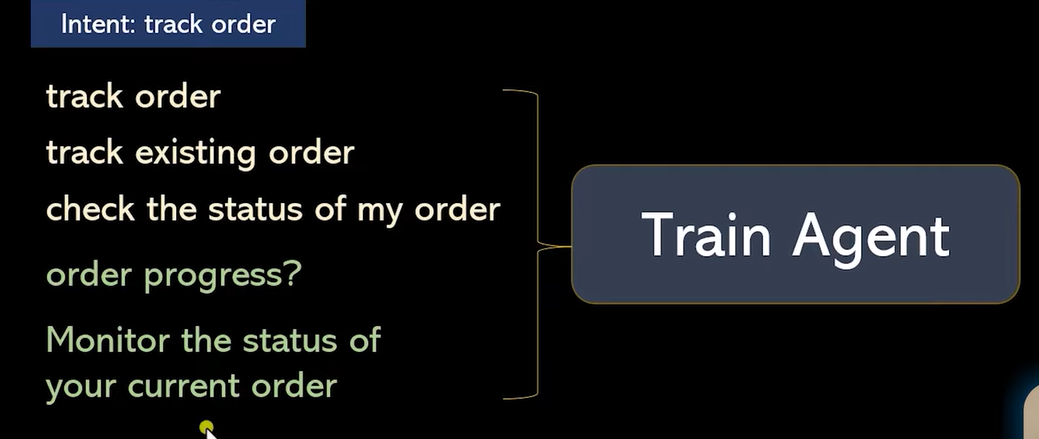 Intent: track order
track order
track existing order
check the status of my order
order progress?
Monitor the status of
your current order
Train Agent